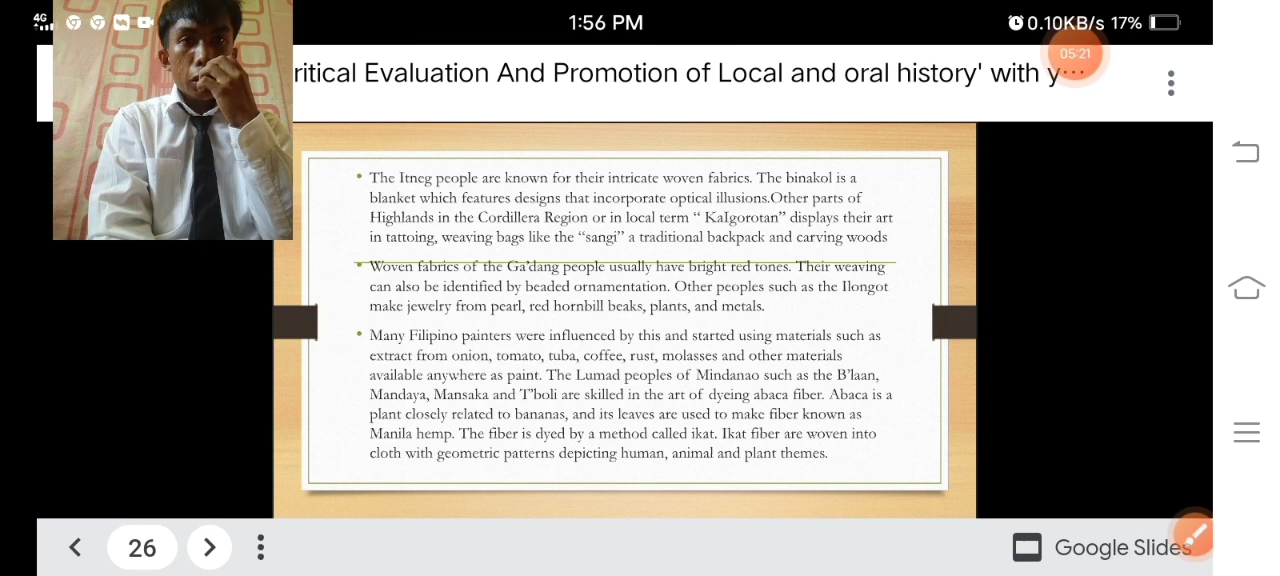 4G
1:56 PM
0.10KB/s 17%
05:21
ritical Evaluation And Promotion of Local and oral history' with y...
• The Itneg people are known for their intricate woven fabrics. The binakol is a
blanket which features designs that incorporate optical illusions.Other parts of
Highlands in the Cordillera Region or in local term “ KaIgorotan” displays their art
in tattoing, weaving bags like the “sangi” a traditional backpack and carving woods
• Woven fabrics of the Ga’dang people usually have bright red tones. Their weaving
can also be identified by beaded ornamentation. Other peoples such as the Ilongot
make jewelry from pearl, red hornbill beaks, plants, and metals.
• Many Filipino painters were influenced by this and started using materials such as
extract from onion, tomato, tuba, coffee, rust, molasses and other materials
available anywhere as paint. The Lumad peoples of Mindanao such as the B’laan,
Mandaya, Mansaka and T’boli are skilled in the art of dyeing abaca fiber. Abaca is a
plant closely related to bananas, and its leaves are used to make fiber known as
Manila hemp. The fiber is dyed by a method called ikat. Ikat fiber are woven into
cloth with geometric patterns depicting human, animal and plant themes.
26
Google Slides